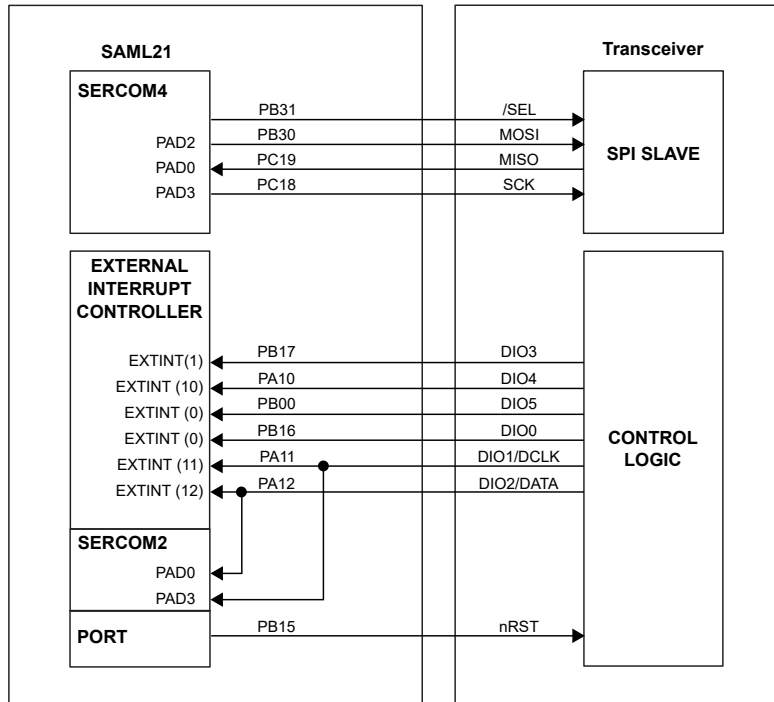 SAML21
Transceiver
SERCOM4
PB31
/SEL
PAD2
PB30
MOSI
SPI SLAVE
PAD0
PC19
MISO
PAD3
PC18
SCK
EXTERNAL
INTERRUPT
CONTROLLER
EXTINT(1)
PB17
DIO3
EXTINT (10)
PA10
DIO4
EXTINT (0)
PB00
DIO5
EXTINT (0)
PB16
DIO0
CONTROL
LOGIC
EXTINT (11)
PA11
DIO1/DCLK
EXTINT (12)
PA12
DIO2/DATA
SERCOM2
PAD0
PAD3
PORT
PB15
nRST